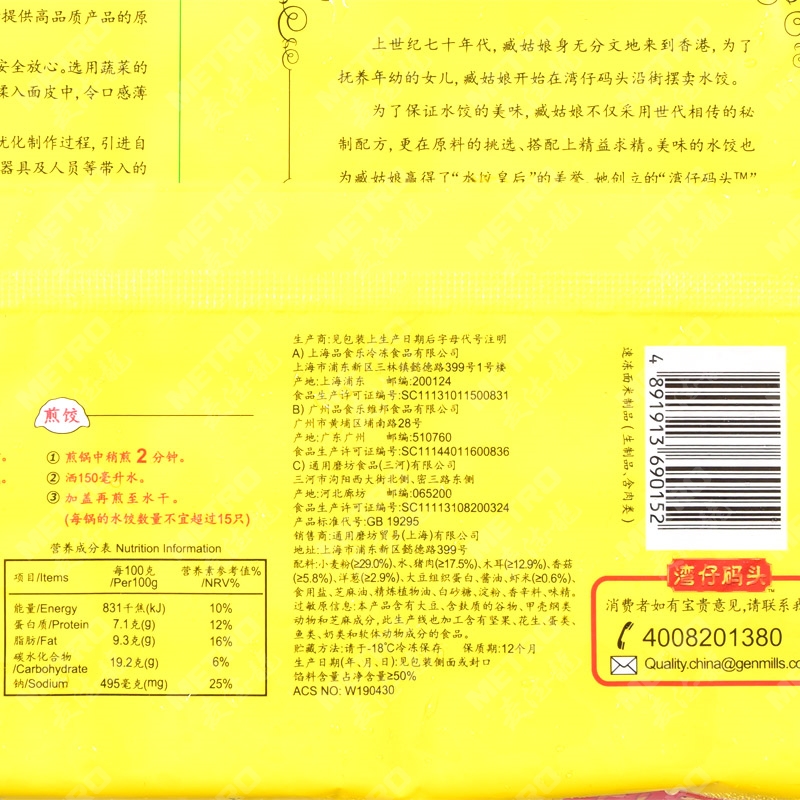 提供高品质产品的原
安全放心。选用蔬菜的
揉入面皮中,令口感薄
优化制作过程,引进自
器具及人员等带入的
上世纪七十年代,臧姑娘身无分文地来到香港,为了
抚养年幼的女儿,臧姑娘开始在湾仔码头沿街摆卖水饺。
为了保证水饺的美味,臧姑娘不仅采用世代相传的秘
制配方,更在原料的挑选、搭配上精益求精。美味的水饺也
为臧姑娘赢得了“水饺皇后”的美誉,她创立的“湾仔码头™”
煎饺
① 煎锅中稍煎2分钟。
② 洒150毫升水。
③ 加盖再煎至水干。
(每锅的水饺数量不宜超过15只)
营养成分表 Nutrition Information
项目/Items 每100克/Per100g 营养素参考值%/NRV%
能量/Energy 831千焦(kJ) 10%
蛋白质/Protein 7.1克(g) 12%
脂肪/Fat 9.3克(g) 16%
碳水化合物/Carbohydrate 19.2克(g) 6%
钠/Sodium 495毫克(mg) 25%
生产商:见包装上生产日期后字母代号注明
A) 上海品食乐冷冻食品有限公司
上海市浦东新区三林镇懿德路399号1号楼
产地:上海浦东 邮编:200124
食品生产许可证编号:SC11131011500831
B) 广州品食乐维邦食品有限公司
广州市黄埔区埔南路28号
产地:广东广州 邮编:510760
食品生产许可证编号:SC11144011600836
C) 通用磨坊食品(三河)有限公司
三河市泃阳西大街北侧、密三路东侧
产地:河北廊坊 邮编:065200
食品生产许可证编号:SC11113108200324
产品标准代号:GB 19295
销售商:通用磨坊贸易(上海)有限公司
地址:上海市浦东新区懿德路399号
配料:小麦粉(≥29.0%)、水、猪肉(≥17.5%)、木耳(≥12.9%)、香菇
(≥5.8%)、洋葱(≥2.9%)、大豆组织蛋白、酱油、虾米(≥0.6%)、
食用盐、芝麻油、精炼植物油、白砂糖、淀粉、香辛料、味精。
过敏原信息:本产品含有大豆、含麸质的谷物、甲壳纲类
动物和芝麻成分,此生产线也加工含有坚果、花生、蛋类、
鱼类、奶类和软体动物成分的食品。
贮藏方法:请于-18℃冷冻保存 保质期:12个月
生产日期(年、月、日):见包装侧面或封口
馅料含量占净含量≥50%
ACS NO: W190430
速冻面米制品(生制品、含肉类)
4 891913 690152
湾仔码头™
消费者如有宝贵意见,请联系我
4008201380
Quality.china@genmills.co